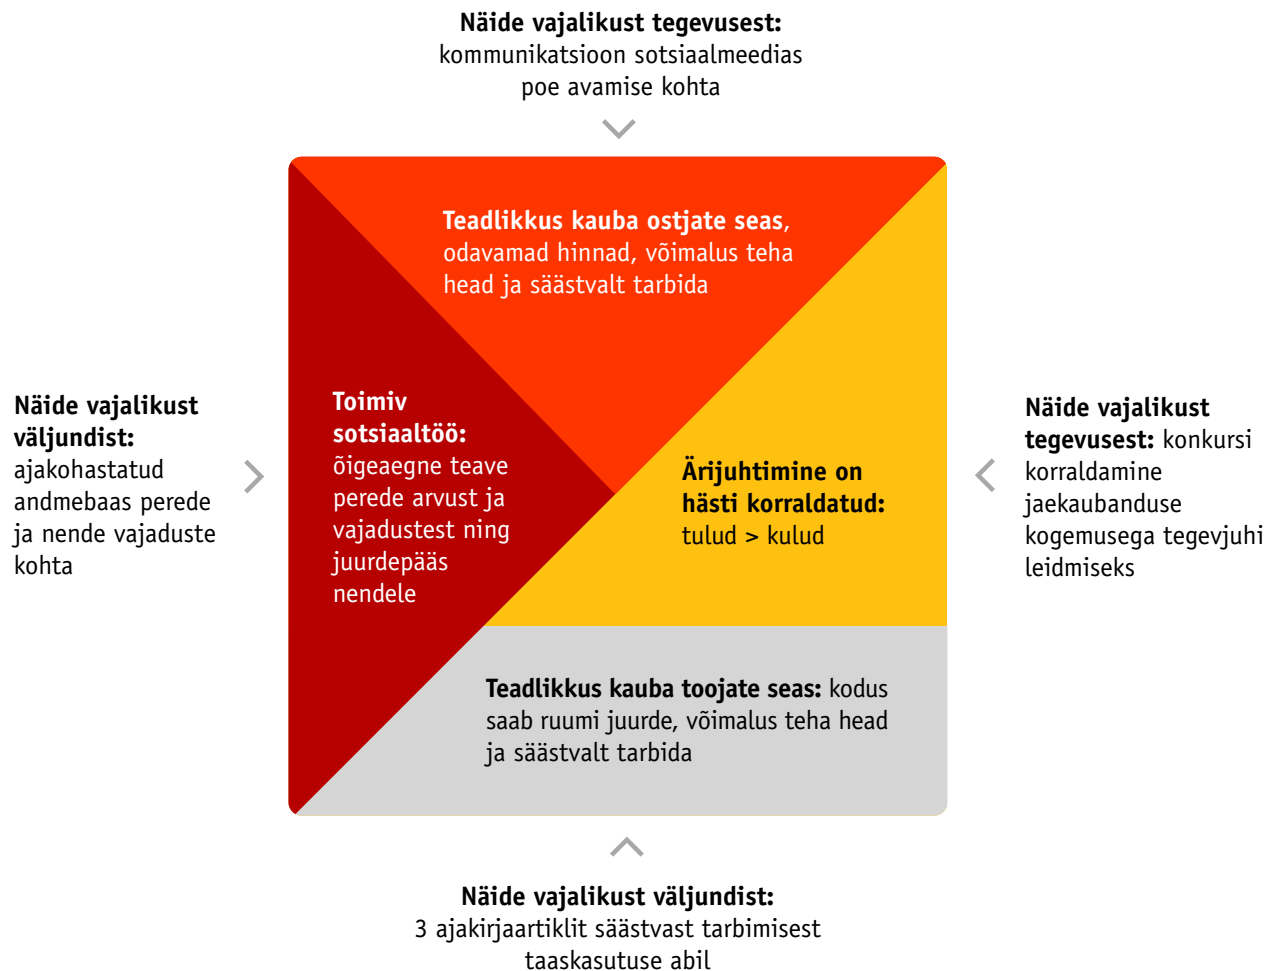 Näide vajalikust tegevusest:
kommunikatsioon sotsiaalmeedias
poe avamise kohta
Teadlikkus kauba ostjate seas,
odavamad hinnad, võimalus teha
head ja säästvalt tarbida
Näide vajalikust
väljundist:
ajakohastatud
andmebaas perede
ja nende vajaduste
kohta
Toimiv
sotsiaaltöö:
õigeaegne teave
perede arvust ja
vajadustest ning
juurdepääs
nendele
Ärijuhtimine on
hästi korraldatud:
tulud > kulud
Näide vajalikust
tegevusest: konkursi
korraldamine
jaekaubanduse
kogemusega tegevjuhi
leidmiseks
Teadlikkus kauba toojate seas: kodus
saab ruumi juurde, võimalus teha head
ja säästvalt tarbida
Näide vajalikust väljundist:
3 ajakirjaartiklit säästvast tarbimisest
taaskasutuse abil